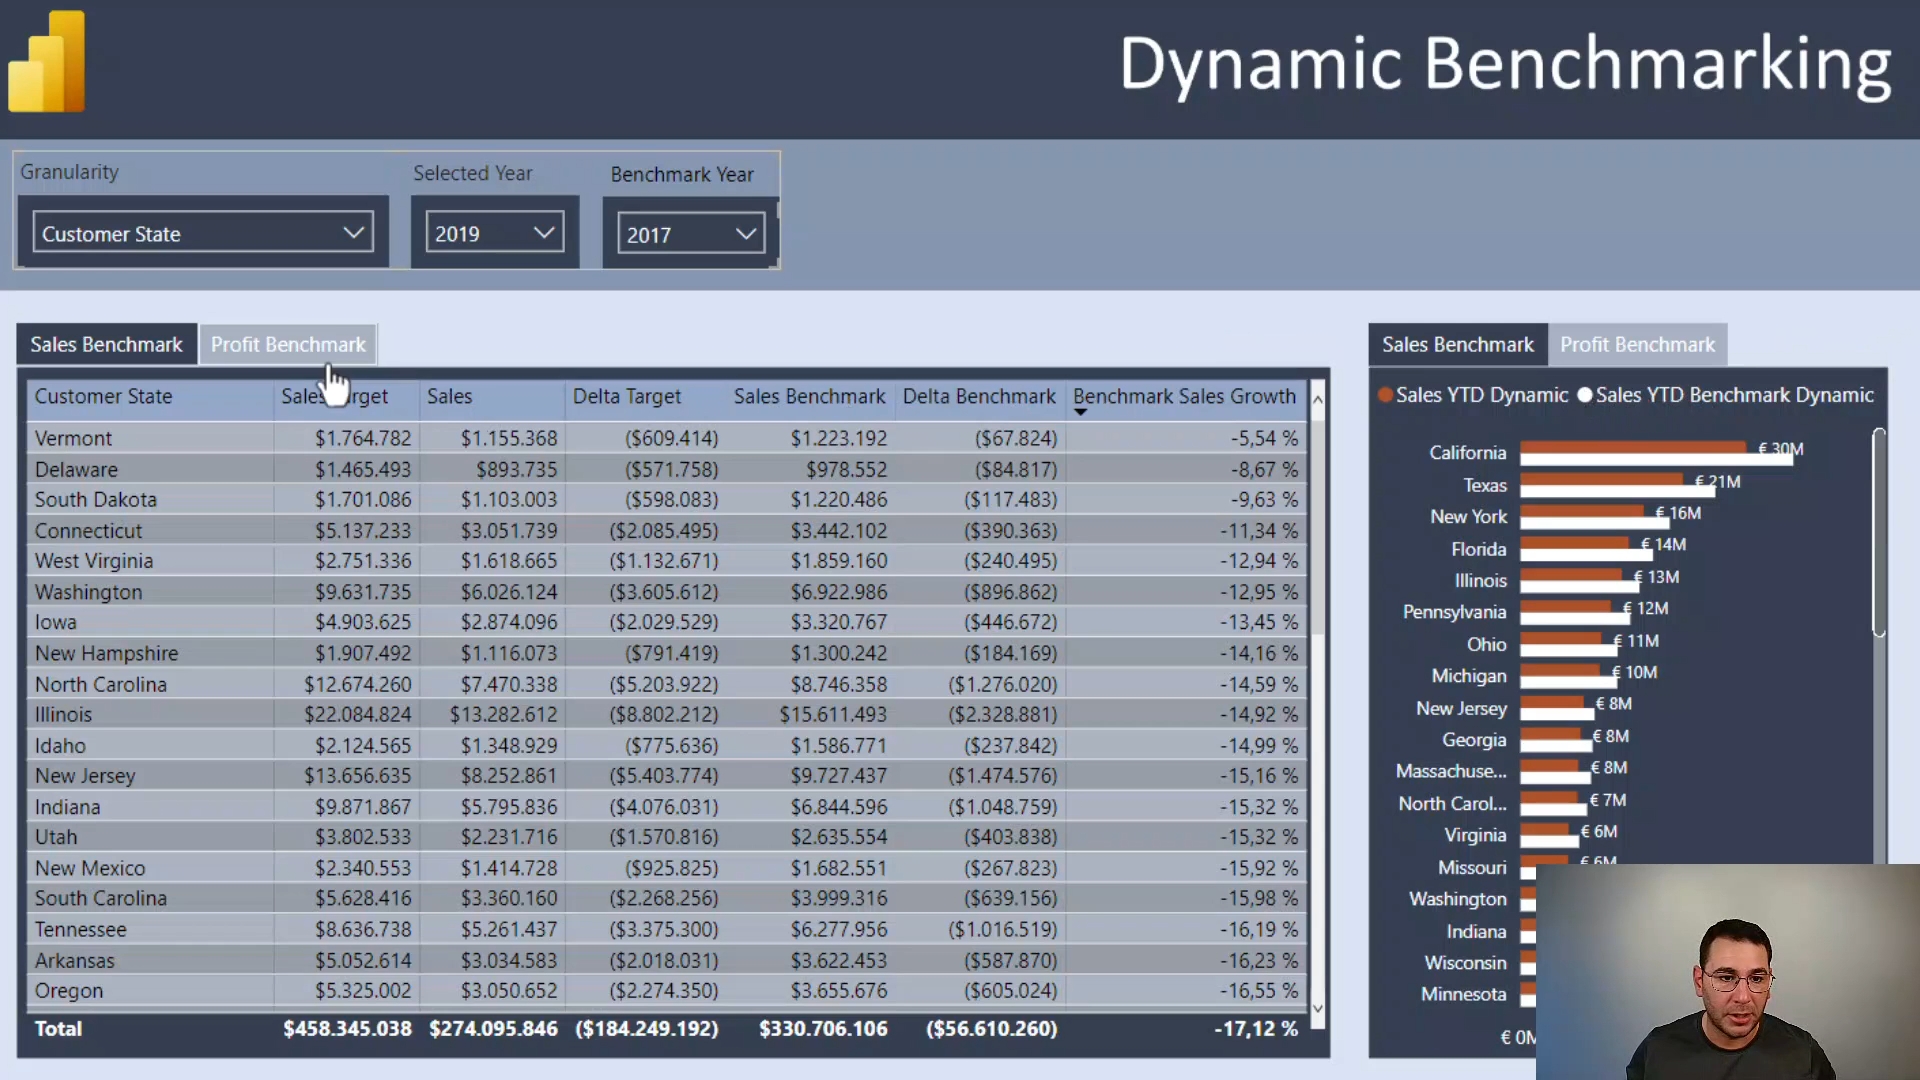 Dynamic Benchmarking
Granularity Selected Year Benchmark Year
Customer State 2019 2017
Sales Benchmark Profit Benchmark
Customer State Sales Target Sales Delta Target Sales Benchmark Delta Benchmark Benchmark Sales Growth
Vermont $1.764.782 $1.155.368 ($609.414) $1.223.192 ($67.824) -5,54 %
Delaware $1.465.493 $893.735 ($571.758) $978.552 ($84.817) -8,67 %
South Dakota $1.701.086 $1.103.003 ($598.083) $1.220.486 ($117.483) -9,63 %
Connecticut $5.137.233 $3.051.739 ($2.085.495) $3.442.102 ($390.363) -11,34 %
West Virginia $2.751.336 $1.618.665 ($1.132.671) $1.859.160 ($240.495) -12,94 %
Washington $9.631.735 $6.026.124 ($3.605.612) $6.922.986 ($896.862) -12,95 %
Iowa $4.903.625 $2.874.096 ($2.029.529) $3.320.767 ($446.672) -13,45 %
New Hampshire $1.907.492 $1.116.073 ($791.419) $1.300.242 ($184.169) -14,16 %
North Carolina $12.674.260 $7.470.338 ($5.203.922) $8.746.358 ($1.276.020) -14,59 %
Illinois $22.084.824 $13.282.612 ($8.802.212) $15.611.493 ($2.328.881) -14,92 %
Idaho $2.124.565 $1.348.929 ($775.636) $1.586.771 ($237.842) -14,99 %
New Jersey $13.656.635 $8.252.861 ($5.403.774) $9.727.437 ($1.474.576) -15,16 %
Indiana $9.871.867 $5.795.836 ($4.076.031) $6.844.596 ($1.048.759) -15,32 %
Utah $3.802.533 $2.231.716 ($1.570.816) $2.635.554 ($403.838) -15,32 %
New Mexico $2.340.553 $1.414.728 ($925.825) $1.682.551 ($267.823) -15,92 %
South Carolina $5.628.416 $3.360.160 ($2.268.256) $3.999.316 ($639.156) -15,98 %
Tennessee $8.636.738 $5.261.437 ($3.375.300) $6.277.956 ($1.016.519) -16,19 %
Arkansas $5.052.614 $3.034.583 ($2.018.031) $3.622.453 ($587.870) -16,23 %
Oregon $5.325.002 $3.050.652 ($2.274.350) $3.655.676 ($605.024) -16,55 %
Total $458.345.038 $274.095.846 ($184.249.192) $330.706.106 ($56.610.260) -17,12 %
Sales Benchmark Profit Benchmark
Sales YTD Dynamic Sales YTD Benchmark Dynamic
California € 30M
Texas € 21M
New York € 16M
Florida € 14M
Illinois € 13M
Pennsylvania € 12M
Ohio € 11M
Michigan € 10M
New Jersey € 8M
Georgia € 8M
Massachuse... € 8M
North Carol... € 7M
Virginia € 6M
Missouri € 6M
Washington
Indiana
Wisconsin
Minnesota
€ 0M